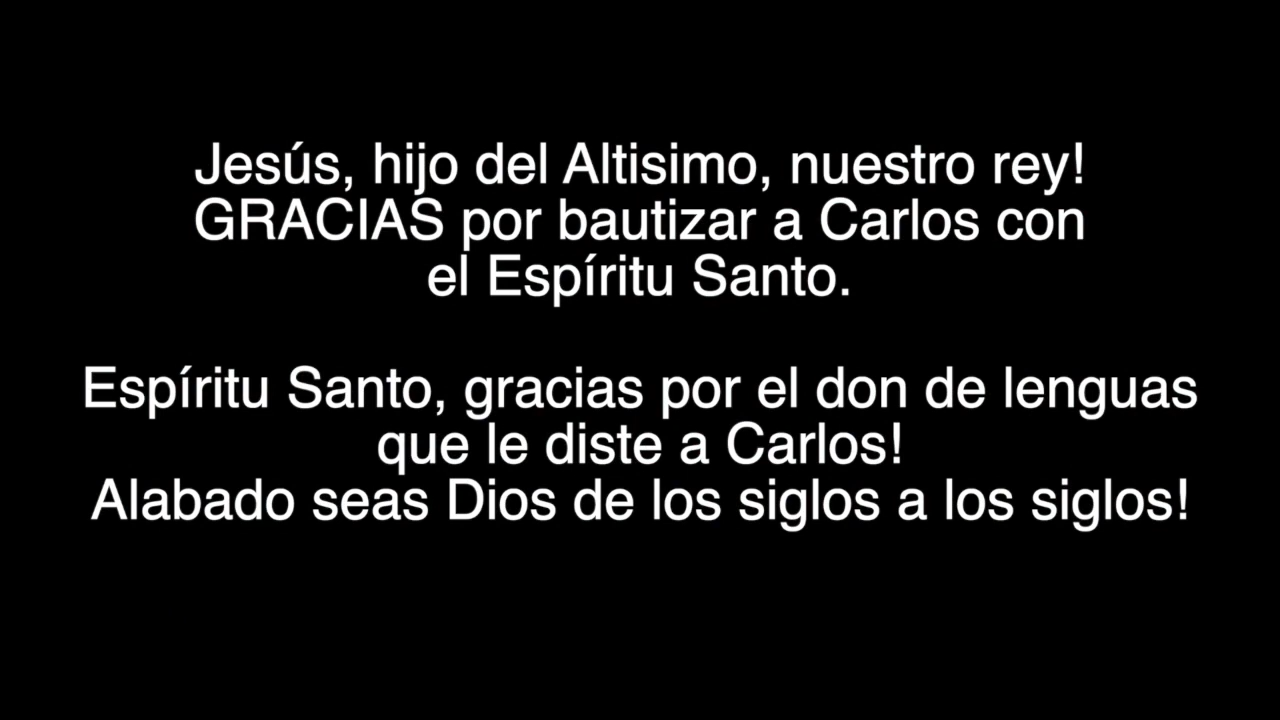 Jesús, hijo del Altisimo, nuestro rey!
GRACIAS por bautizar a Carlos con
el Espíritu Santo.
Espíritu Santo, gracias por el don de lenguas
que le diste a Carlos!
Alabado seas Dios de los siglos a los siglos!